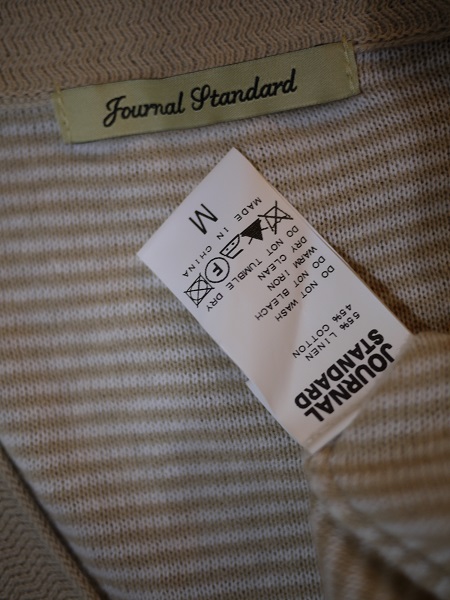 Journal Standard
JOURNAL
STANDARD
55% LINEN
45% COTTON
DO NOT WASH
DO NOT BLEACH
WARM IRON
DRY CLEAN
DO NOT TUMBLE DRY
F
MADE IN CHINA
M